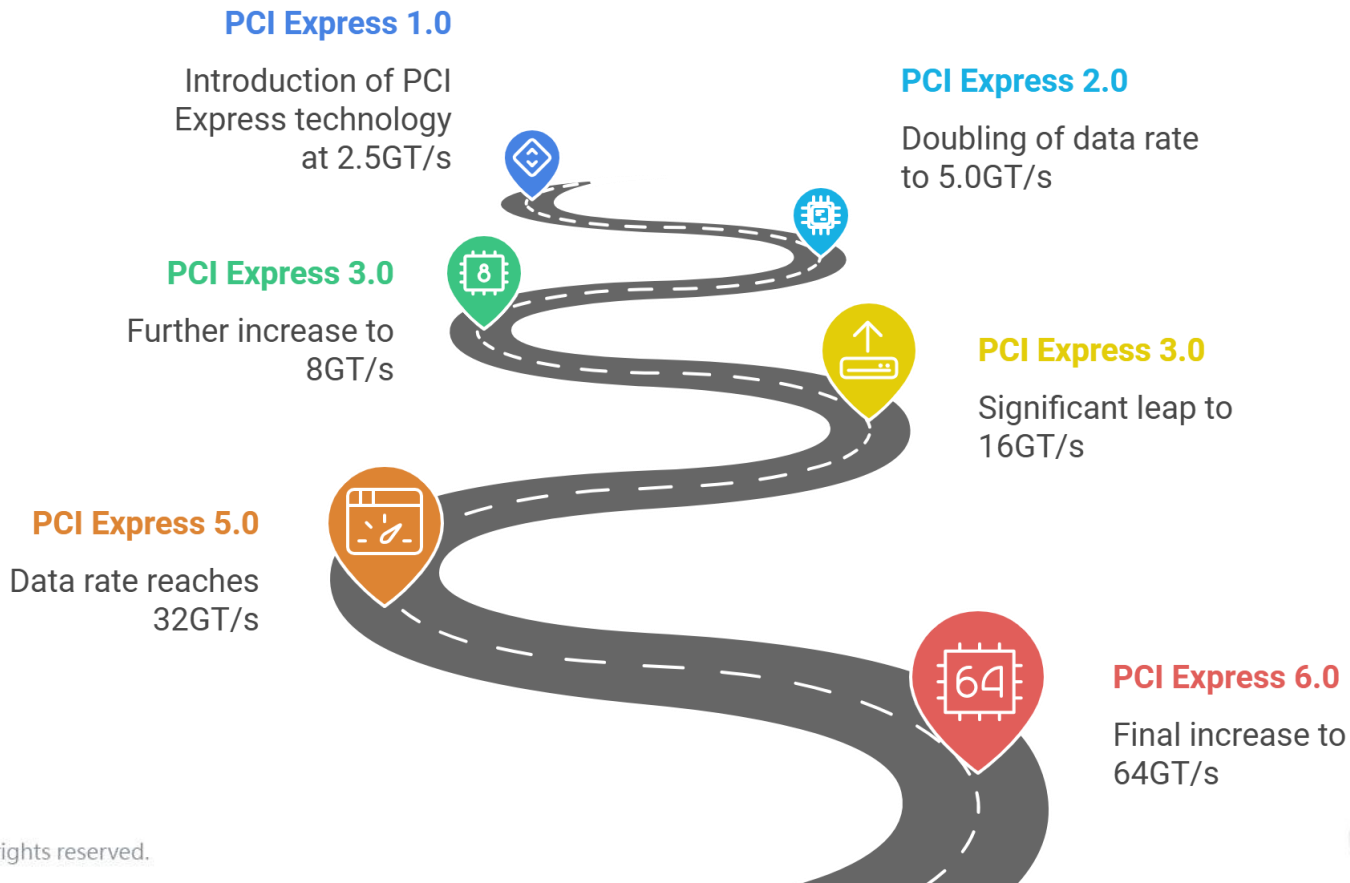 PCI Express 1.0
Introduction of PCI
Express technology
at 2.5GT/s
PCI Express 2.0
Doubling of data rate
to 5.0GT/s
PCI Express 3.0
Further increase to
8GT/s
8
PCI Express 3.0
Significant leap to
16GT/s
PCI Express 5.0
Data rate reaches
32GT/s
64
PCI Express 6.0
Final increase to
64GT/s
ights reserved.